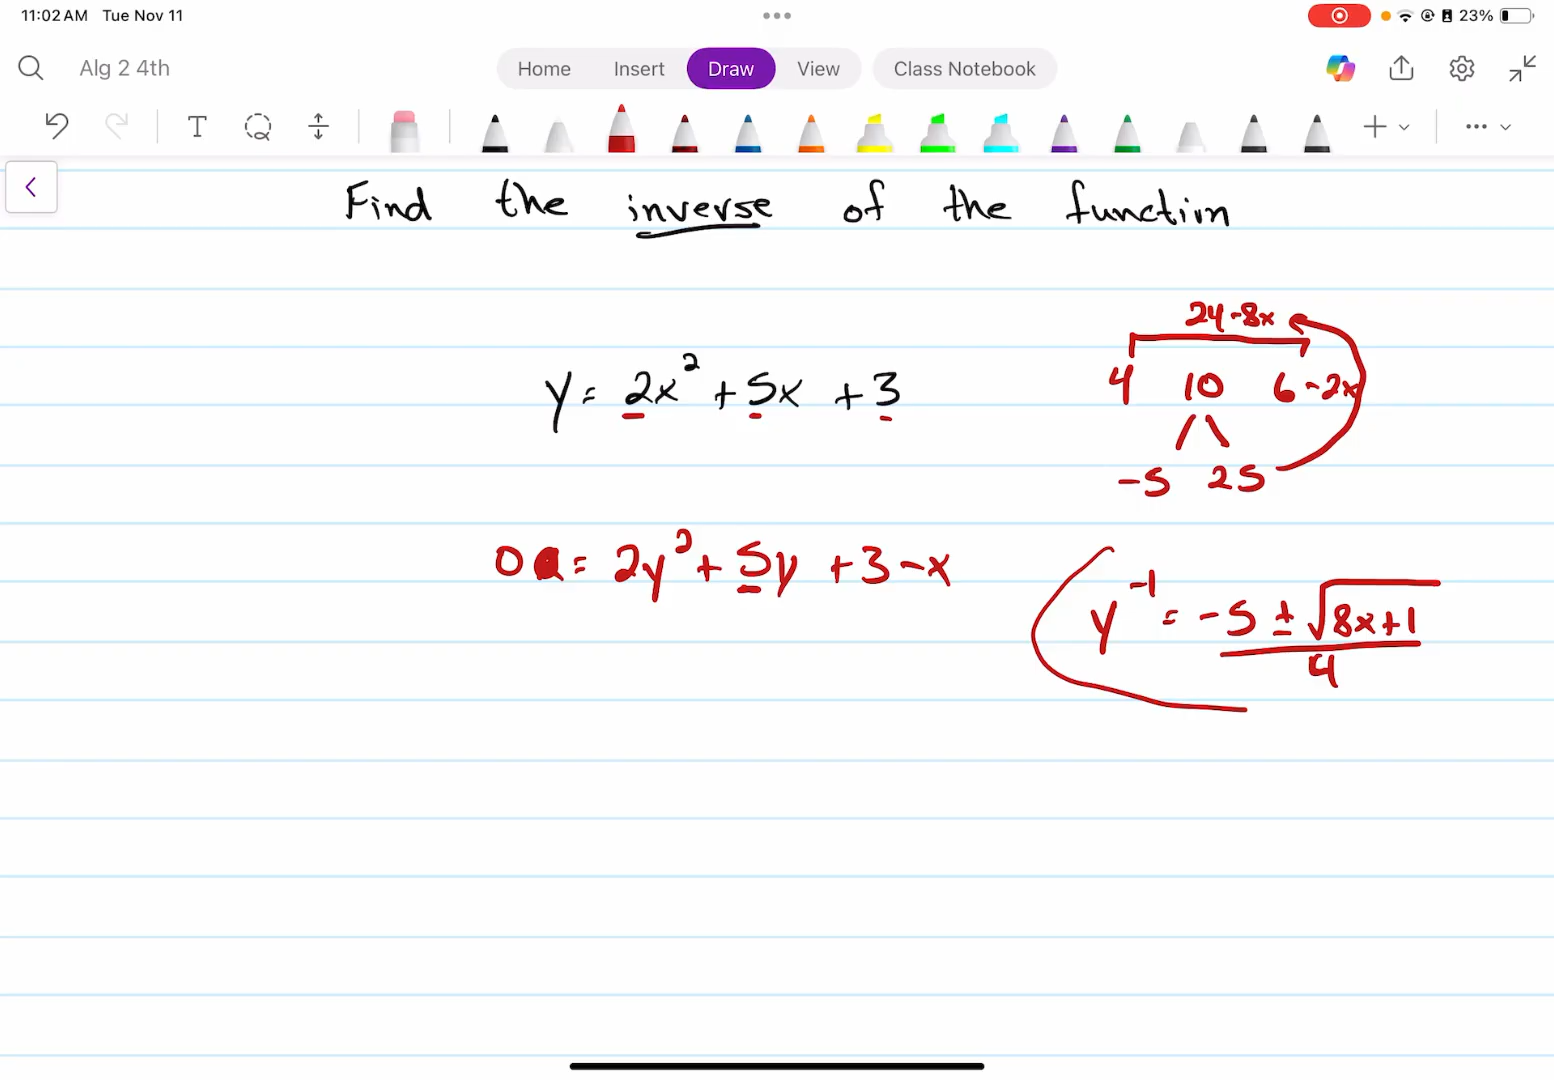 11:02 AM Tue Nov 11
23%
Alg 2 4th
Home Insert Draw View Class Notebook
T
Find the inverse of the function
24-8x
y = 2x² + 5x + 3
4 10 6-2x
-5 25
0 = 2y² + 5y + 3 - x
y⁻¹ = -5 ± √8x+1
4